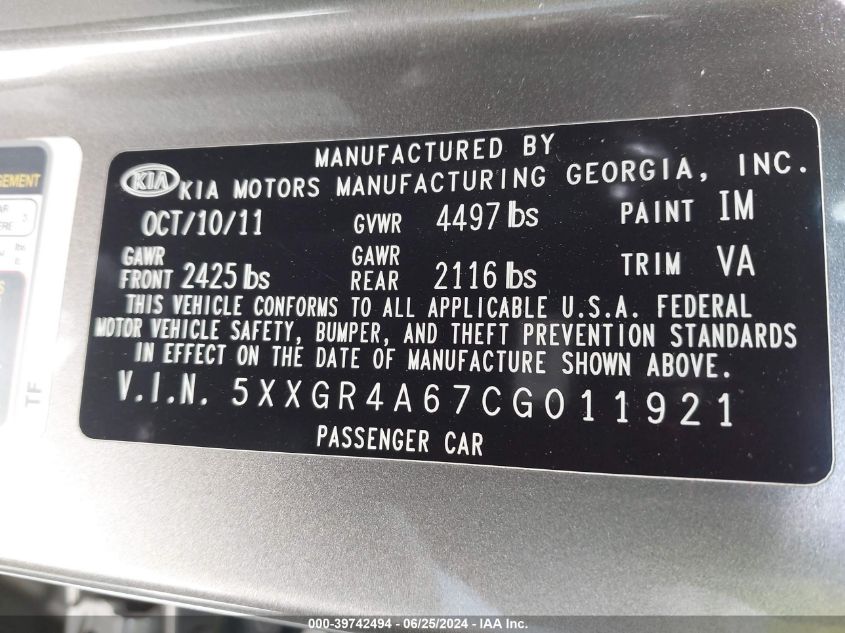 MANUFACTURED BY
KIA KIA MOTORS MANUFACTURING GEORGIA, INC.
OCT/10/11 GVWR 4497 lbs PAINT IM
GAWR FRONT 2425 lbs GAWR REAR 2116 lbs TRIM VA
THIS VEHICLE CONFORMS TO ALL APPLICABLE U.S.A. FEDERAL
MOTOR VEHICLE SAFETY, BUMPER, AND THEFT PREVENTION STANDARDS
IN EFFECT ON THE DATE OF MANUFACTURE SHOWN ABOVE.
V.I.N. 5XXGR4A67CG011921
PASSENGER CAR
TF
000-39742494 - 06/25/2024 - IAA Inc.